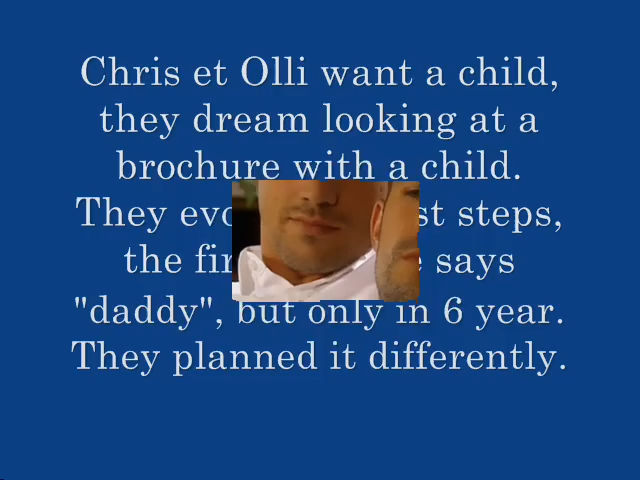 Chris et Olli want a child,
they dream looking at a
brochure with a child.
They steps,
the says
"daddy", but only in 6 year.
They planned it differently.